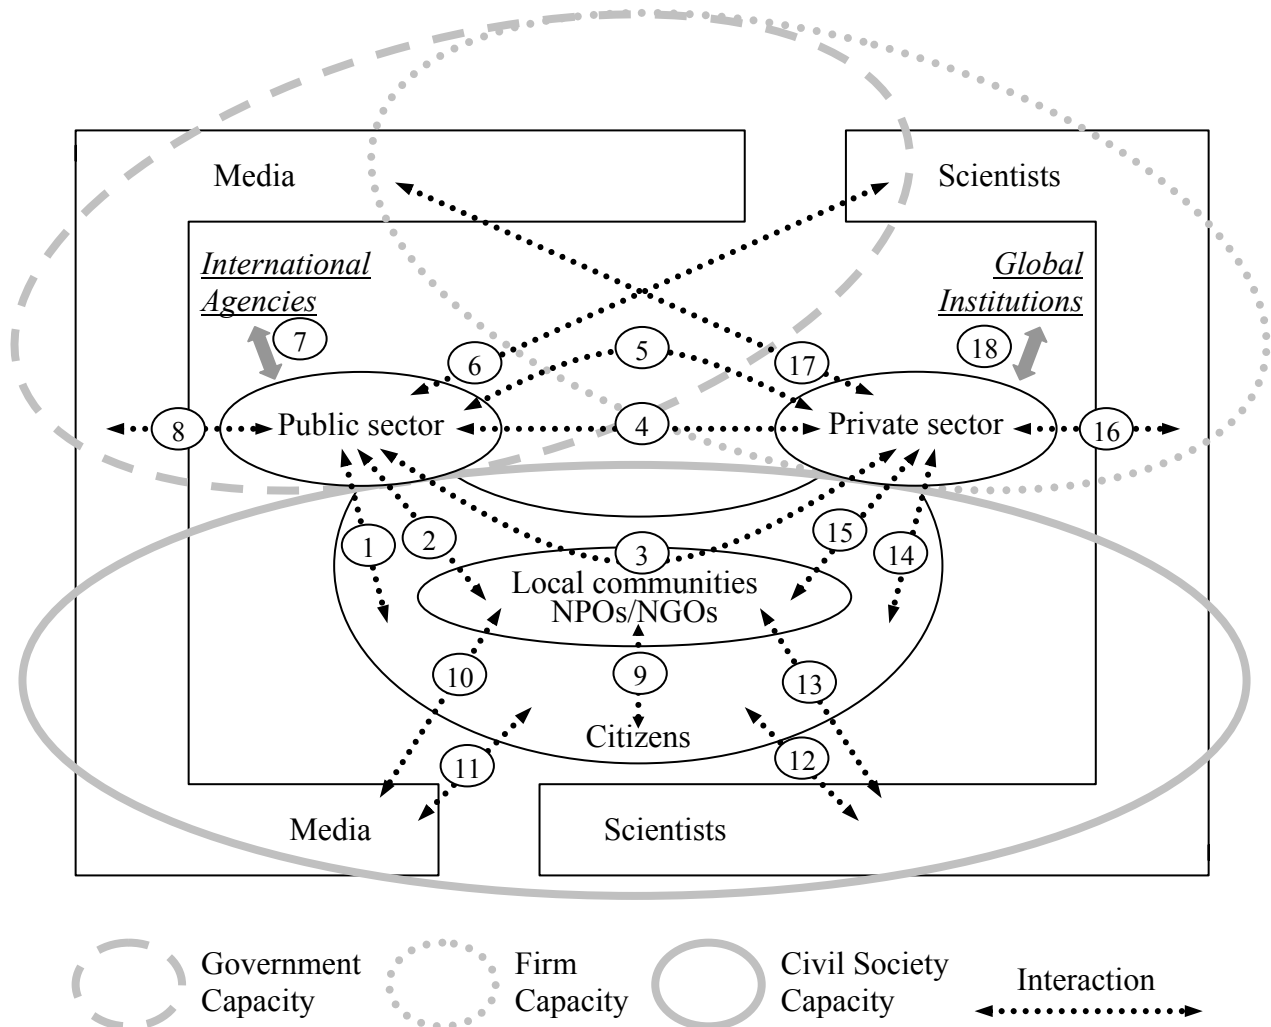 Media
Scientists
International
Agencies
Global
Institutions
7
18
6
5
17
8
Public sector
4
Private sector
16
1
2
3
15
14
Local communities
NPOs/NGOs
10
9
13
Citizens
11
12
Media
Scientists
Government
Capacity
Firm
Capacity
Civil Society
Capacity
Interaction